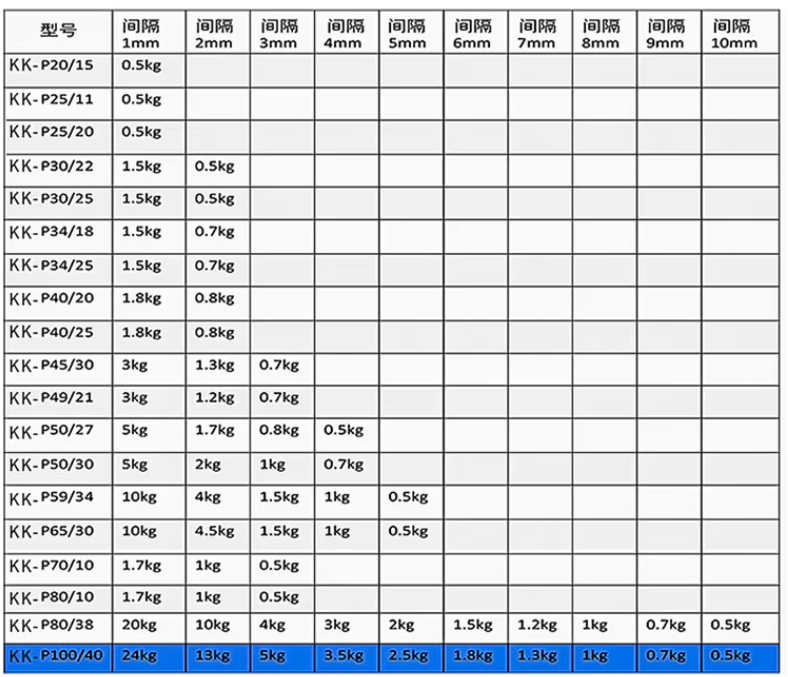 型号 间隔 1mm 间隔 2mm 间隔 3mm 间隔 4mm 间隔 5mm 间隔 6mm 间隔 7mm 间隔 8mm 间隔 9mm 间隔 10mm
KK-P20/15 0.5kg
KK-P25/11 0.5kg
KK-P25/20 0.5kg
KK-P30/22 1.5kg 0.5kg
KK-P30/25 1.5kg 0.5kg
KK-P34/18 1.5kg 0.7kg
KK-P34/25 1.5kg 0.7kg
KK-P40/20 1.8kg 0.8kg
KK-P40/25 1.8kg 0.8kg
KK-P45/30 3kg 1.3kg 0.7kg
KK-P49/21 3kg 1.2kg 0.7kg
KK-P50/27 5kg 1.7kg 0.8kg 0.5kg
KK-P50/30 5kg 2kg 1kg 0.7kg
KK-P59/34 10kg 4kg 1.5kg 1kg 0.5kg
KK-P65/30 10kg 4.5kg 1.5kg 1kg 0.5kg
KK-P70/10 1.7kg 1kg 0.5kg
KK-P80/10 1.7kg 1kg 0.5kg
KK-P80/38 20kg 10kg 4kg 3kg 2kg 1.5kg 1.2kg 1kg 0.7kg 0.5kg
KK-P100/40 24kg 13kg 5kg 3.5kg 2.5kg 1.8kg 1.3kg 1kg 0.7kg 0.5kg